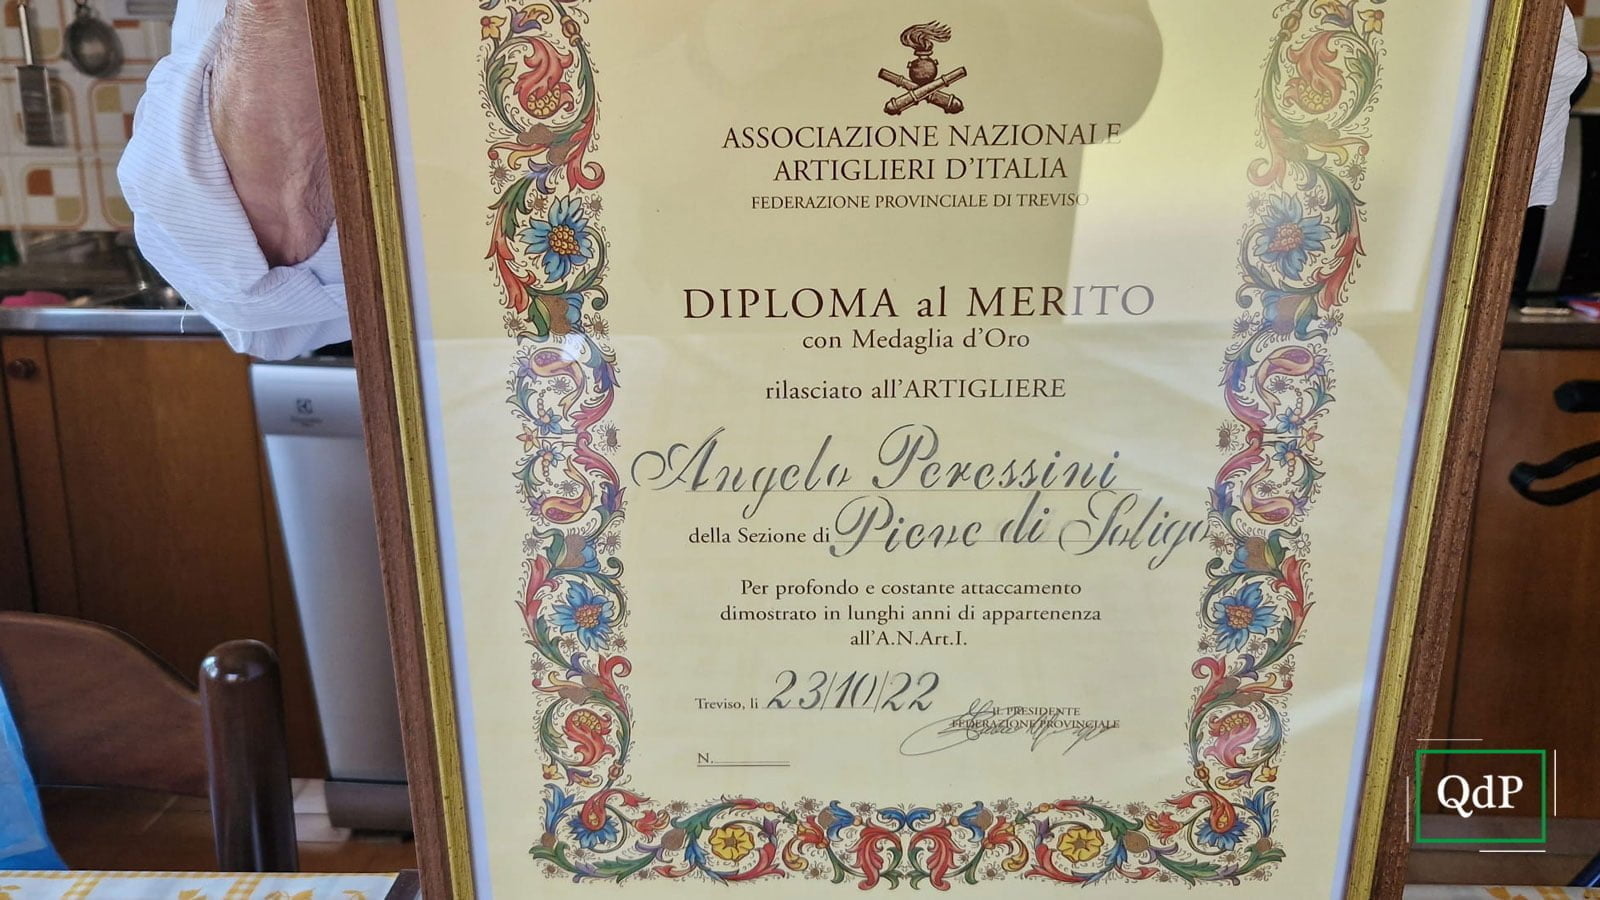 ASSOCIAZIONE NAZIONALE
ARTIGLIERI D'ITALIA
FEDERAZIONE PROVINCIALE DI TREVISO
DIPLOMA al MERITO
con Medaglia d'Oro
rilasciato all'ARTIGLIERE
Angelo Peressini
della Sezione di Pieve di Soligo
Per profondo e costante attaccamento
dimostrato in lunghi anni di appartenenza
all'A.N.Art.I.
Treviso, li 23/10/22
IL PRESIDENTE
FEDERAZIONE PROVINCIALE
N.
QdP